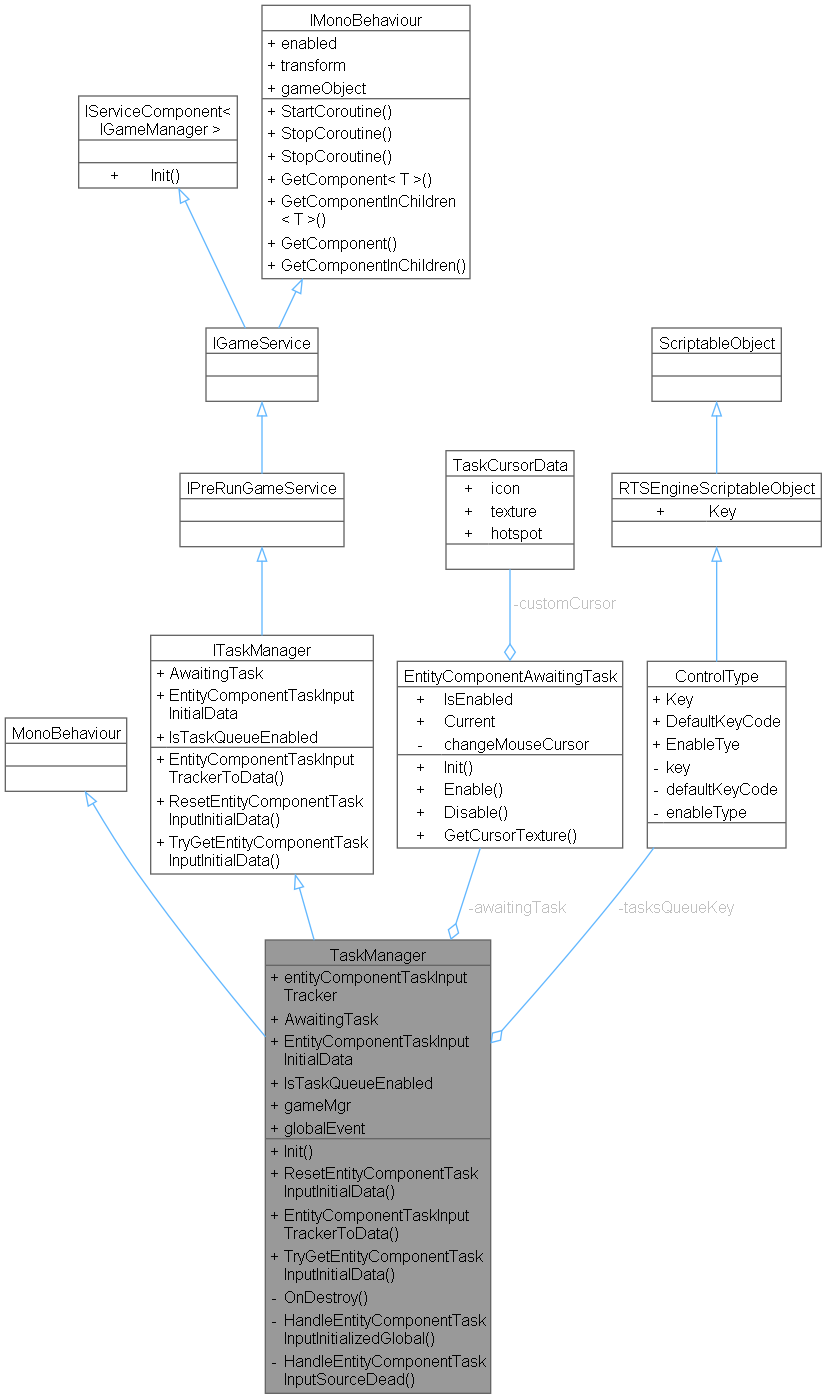 IMonoBehaviour
+ enabled
+ transform
+ gameObject
+ StartCoroutine()
+ StopCoroutine()
+ StopCoroutine()
+ GetComponent< T >()
+ GetComponentInChildren
< T >()
+ GetComponent()
+ GetComponentInChildren()
IServiceComponent<
IGameManager >
+ Init()
IGameService
ScriptableObject
IPreRunGameService
TaskCursorData
+ icon
+ texture
+ hotspot
RTSEngineScriptableObject
+ Key
-customCursor
ITaskManager
+ AwaitingTask
+ EntityComponentTaskInput
InitialData
+ IsTaskQueueEnabled
+ EntityComponentTaskInput
TrackerToData()
+ ResetEntityComponentTask
InputInitialData()
+ TryGetEntityComponentTask
InputInitialData()
MonoBehaviour
EntityComponentAwaitingTask
+ IsEnabled
+ Current
- changeMouseCursor
+ Init()
+ Enable()
+ Disable()
+ GetCursorTexture()
ControlType
+ Key
+ DefaultKeyCode
+ EnableTye
- key
- defaultKeyCode
- enableType
-awaitingTask
-tasksQueueKey
TaskManager
+ entityComponentTaskInput
Tracker
+ AwaitingTask
+ EntityComponentTaskInput
InitialData
+ IsTaskQueueEnabled
+ gameMgr
+ globalEvent
+ Init()
+ ResetEntityComponentTask
InputInitialData()
+ EntityComponentTaskInput
TrackerToData()
+ TryGetEntityComponentTask
InputInitialData()
- OnDestroy()
- HandleEntityComponentTask
InputInitializedGlobal()
- HandleEntityComponentTask
InputSourceDead()